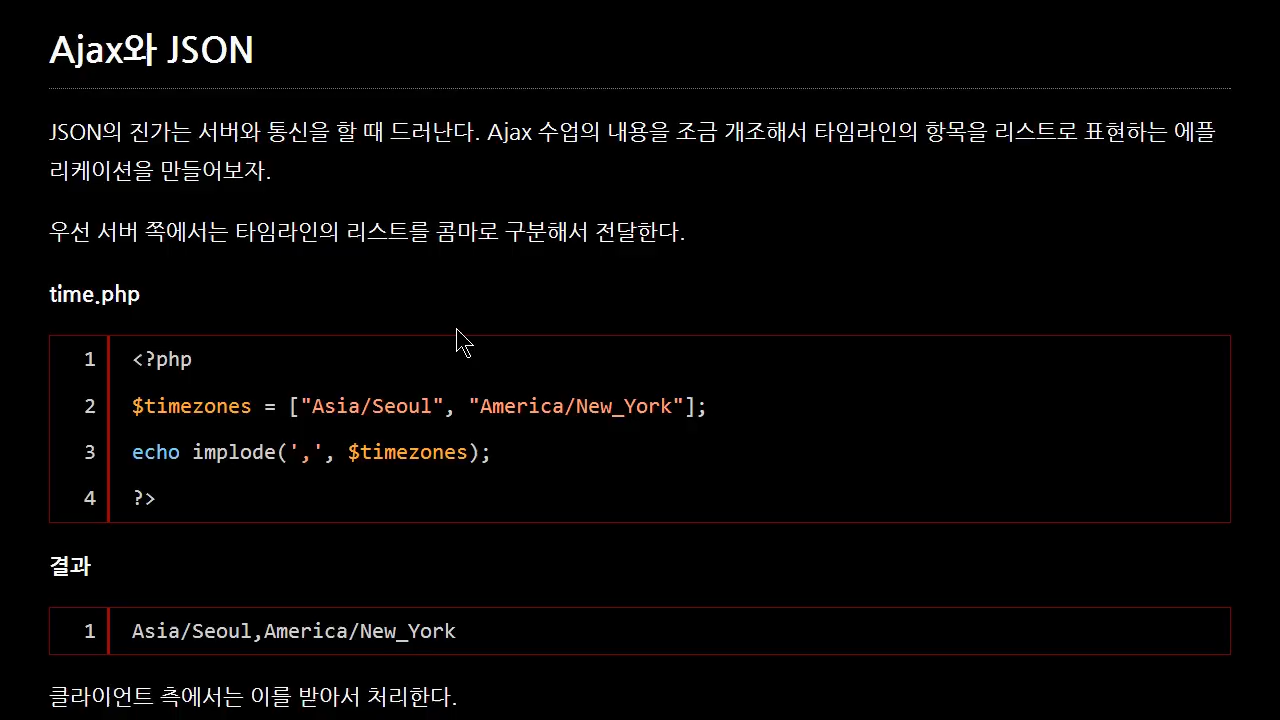 Ajax와 JSON
JSON의 진가는 서버와 통신을 할 때 드러난다. Ajax 수업의 내용을 조금 개조해서 타임라인의 항목을 리스트로 표현하는 애플
리케이션을 만들어보자.
우선 서버 쪽에서는 타임라인의 리스트를 콤마로 구분해서 전달한다.
time.php
1 <?php
2 $timezones = ["Asia/Seoul", "America/New_York"];
3 echo implode(',', $timezones);
4 ?>
결과
1 Asia/Seoul,America/New_York
클라이언트 측에서는 이를 받아서 처리한다.